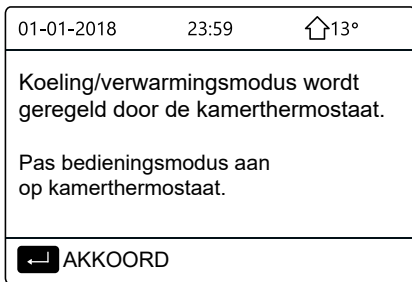 01-01-2018 23:59 13°
Koeling/verwarmingsmodus wordt
geregeld door de kamerthermostaat.
Pas bedieningsmodus aan
op kamerthermostaat.
AKKOORD